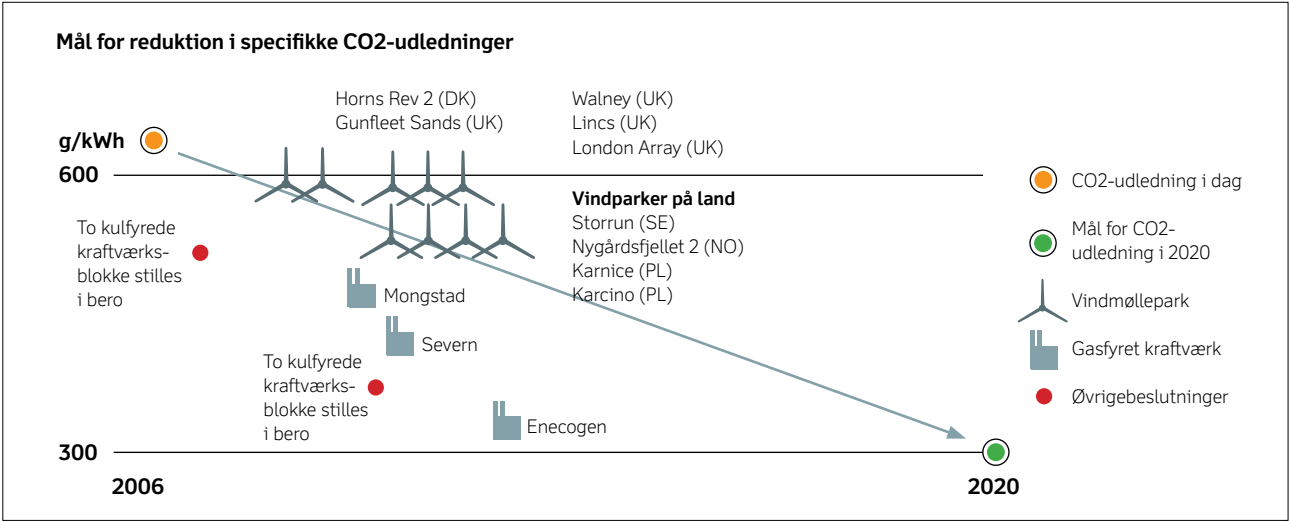 Mål for reduktion i specifikke CO2-udledninger
Horns Rev 2 (DK)
Gunfleet Sands (UK)
Walney (UK)
Lincs (UK)
London Array (UK)
g/kWh
600
Vindparker på land
Storrun (SE)
Nygårdsfjellet 2 (NO)
Karnice (PL)
Karcino (PL)
To kulfyrede
kraftværks-
blokke stilles
i bero
Mongstad
Severn
To kulfyrede
kraftværks-
blokke stilles
i bero
Enecogen
300
2006
2020
CO2-udledning i dag
Mål for CO2-
udledning i 2020
Vindmøllepark
Gasfyret kraftværk
Øvrigebeslutninger